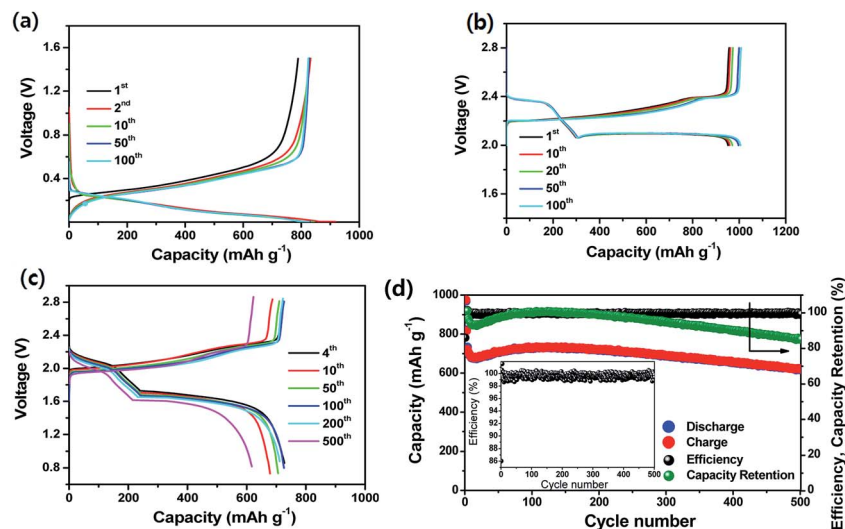 (a)
1.6
1.2
0.8
0.4
Voltage (V)
1st
2nd
10th
50th
100th
0 200 400 600 800 1000
Capacity (mAh g-1)
(b)
2.8
2.4
2.0
1.6
Voltage (V)
1st
10th
20th
50th
100th
0 200 400 600 800 1000 1200
Capacity (mAh g-1)
(c)
2.8
2.4
2.0
1.6
1.2
0.8
Voltage (V)
4th
10th
50th
100th
200th
500th
0 200 400 600 800 1000
Capacity (mAh g-1)
(d)
1000
900
800
700
600
500
400
300
200
100
0
Capacity (mAh g-1)
100
80
60
40
20
0
Efficiency, Capacity Retention (%)
102
100
98
96
94
92
90
88
86
Efficiency (%)
0 100 200 300 400 500
Cycle number
Discharge
Charge
Efficiency
Capacity Retention
0 100 200 300 400 500
Cycle number